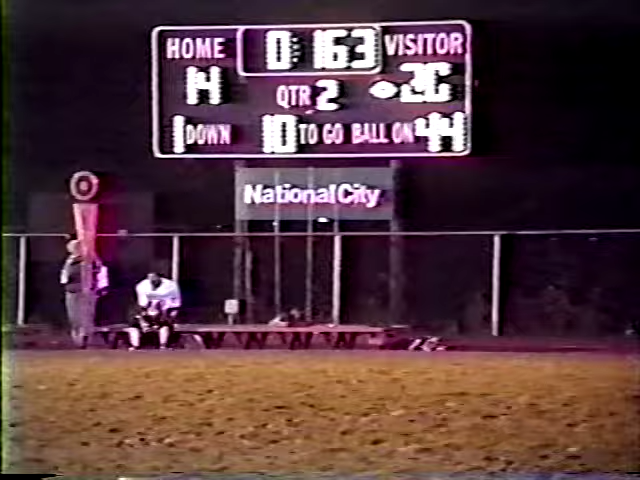 HOME 0:163 VISITOR
14 QTR 2 26
1 DOWN 10 TO GO BALL ON 44
National City